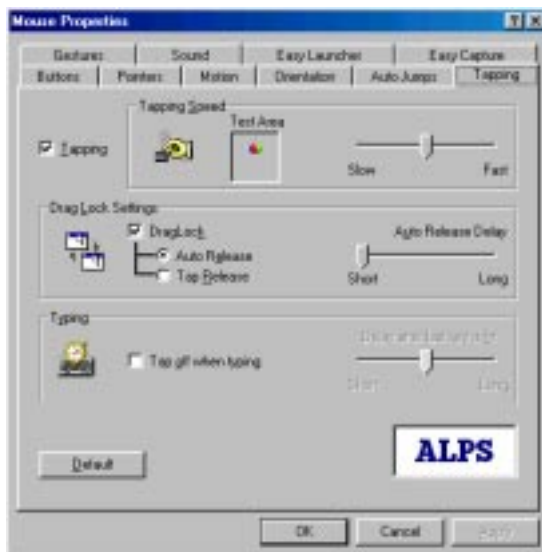 Mouse Properties
Gestures Sound Easy Launcher Easy Capture
Buttons Pointers Motion Orientation Auto Jumps Tapping
Tapping Speed
Test Area
Tapping
Slow Fast
Drag Lock Settings
DragLock
Auto Release Delay
Auto Release
Tap Release
Short Long
Typing
Tap off when typing
Short Long
ALPS
Default
OK Cancel Apply